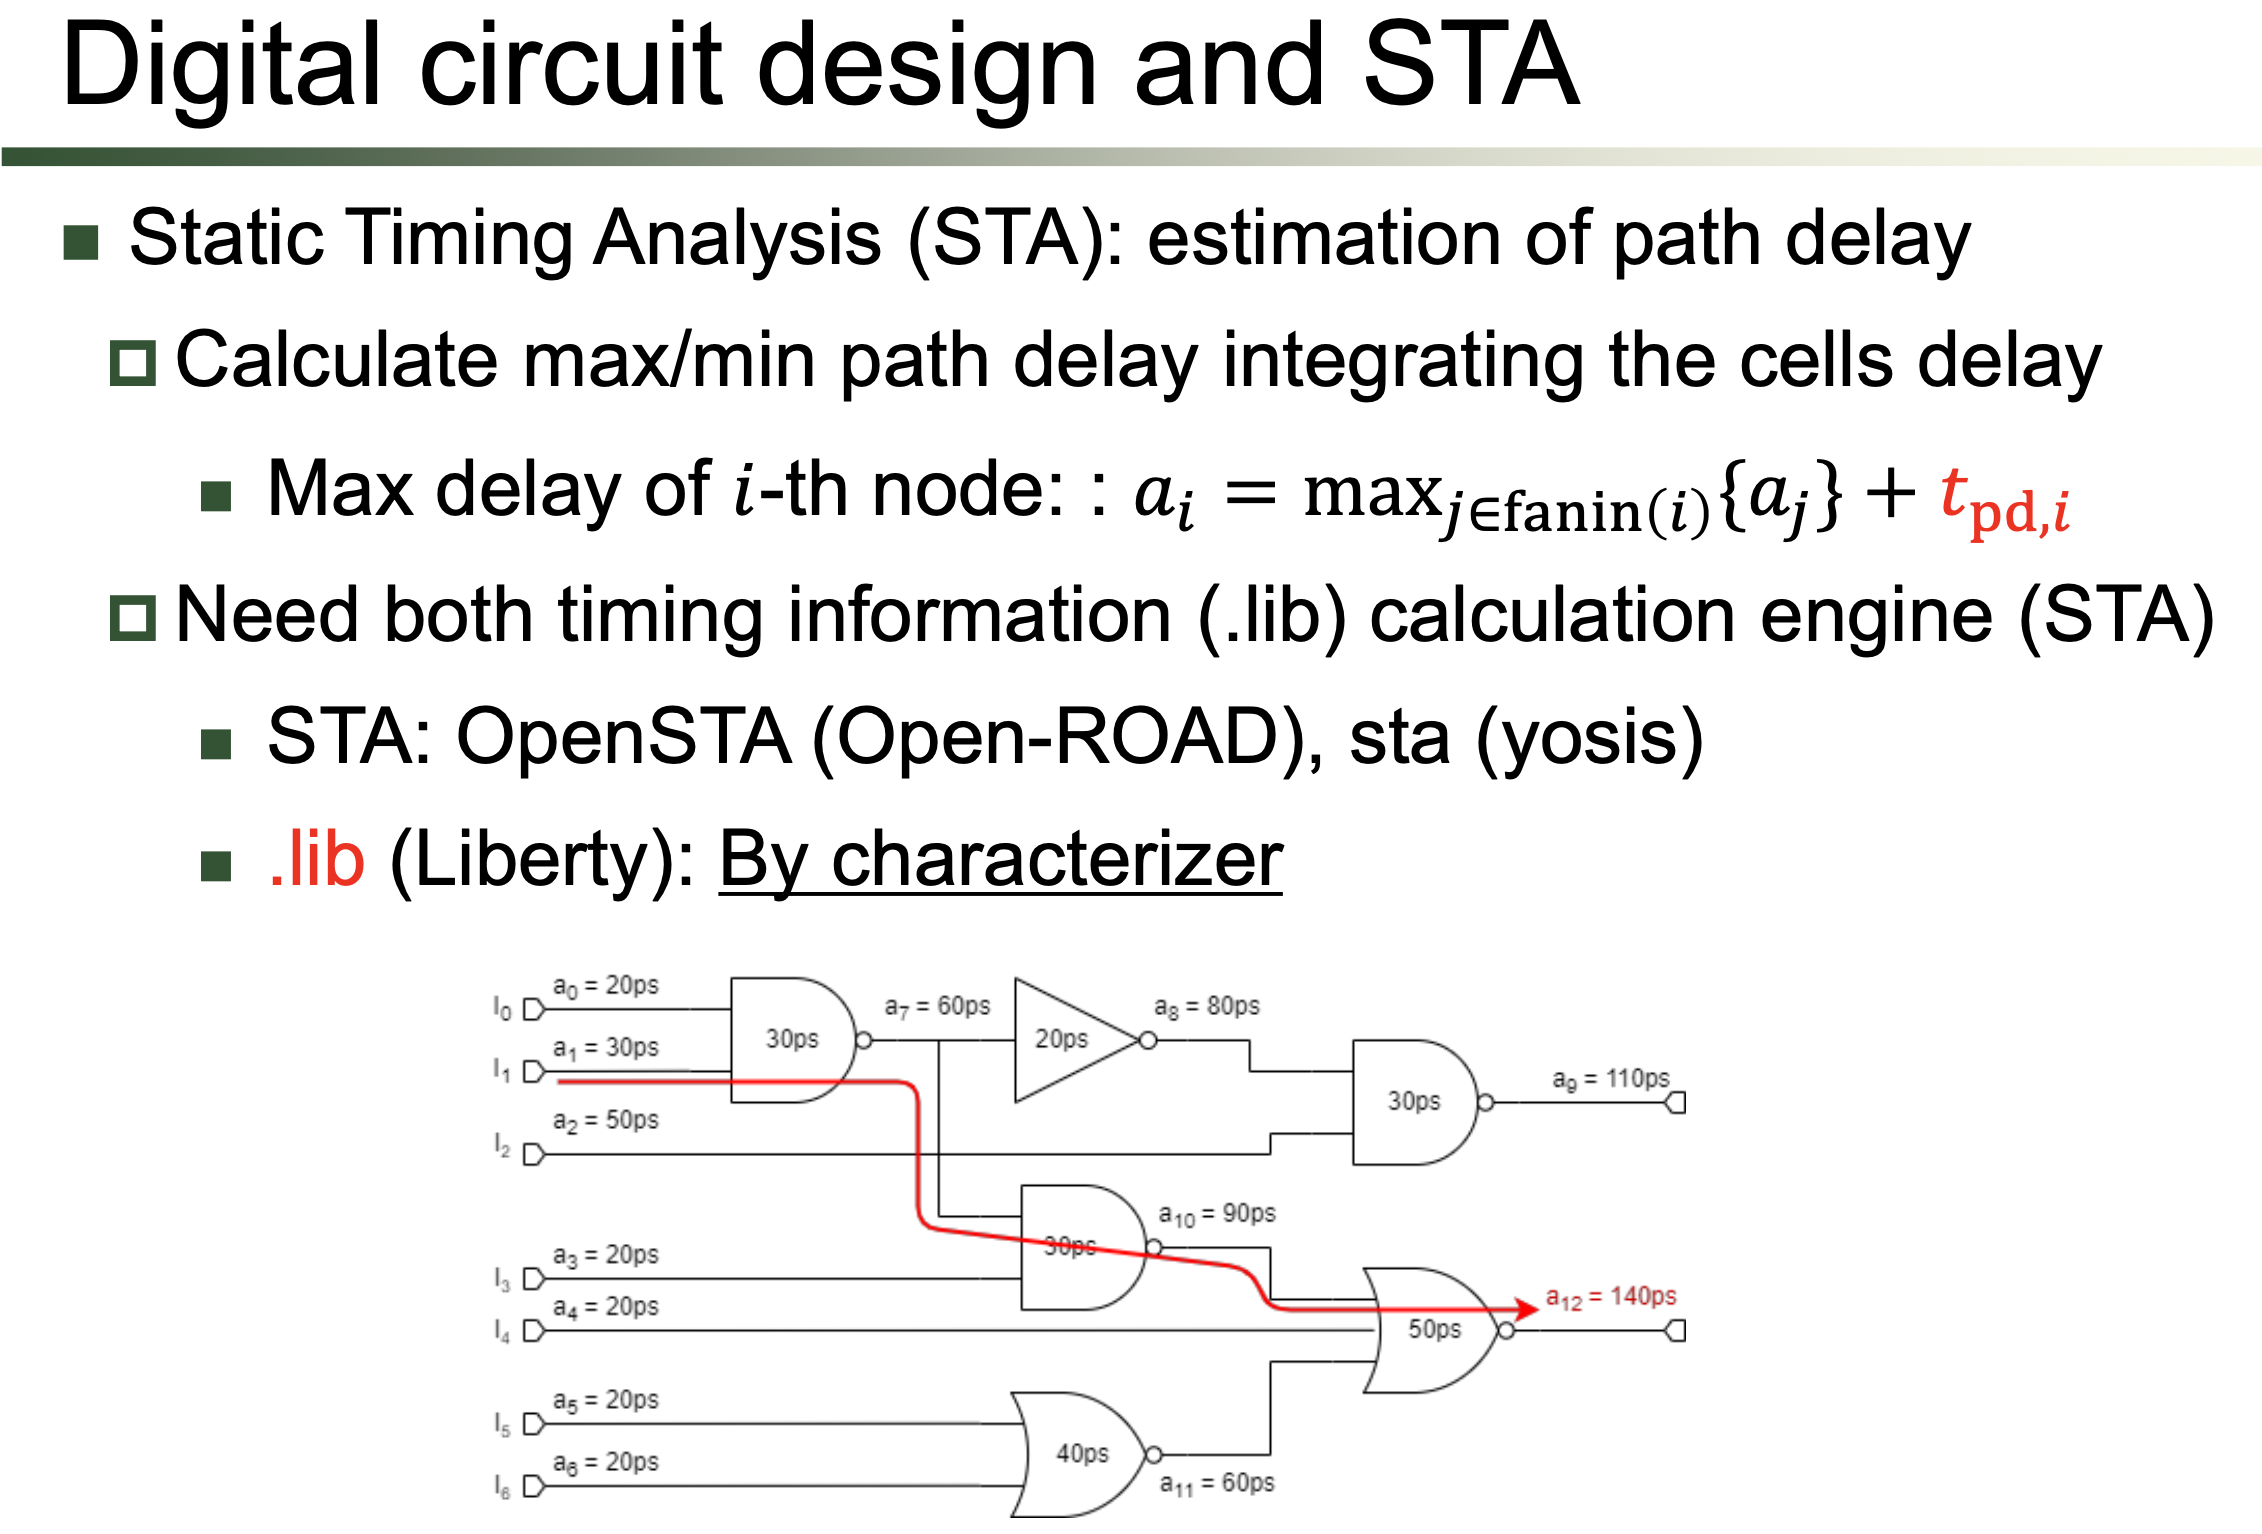 Digital circuit design and STA
Static Timing Analysis (STA): estimation of path delay
Calculate max/min path delay integrating the cells delay
Max delay of i-th node: : aᵢ = max_{j∈fanin(i)}{aⱼ} + t_{pd,i}
Need both timing information (.lib) calculation engine (STA)
STA: OpenSTA (Open-ROAD), sta (yosis)
.lib (Liberty): By characterizer
I₀ a₀ = 20ps
30ps
a₇ = 60ps
20ps
a₈ = 80ps
I₁ a₁ = 30ps
30ps
a₉ = 110ps
I₂ a₂ = 50ps
30ps
a₁₀ = 90ps
I₃ a₃ = 20ps
I₄ a₄ = 20ps
50ps
a₁₂ = 140ps
I₅ a₅ = 20ps
40ps
I₆ a₆ = 20ps
a₁₁ = 60ps